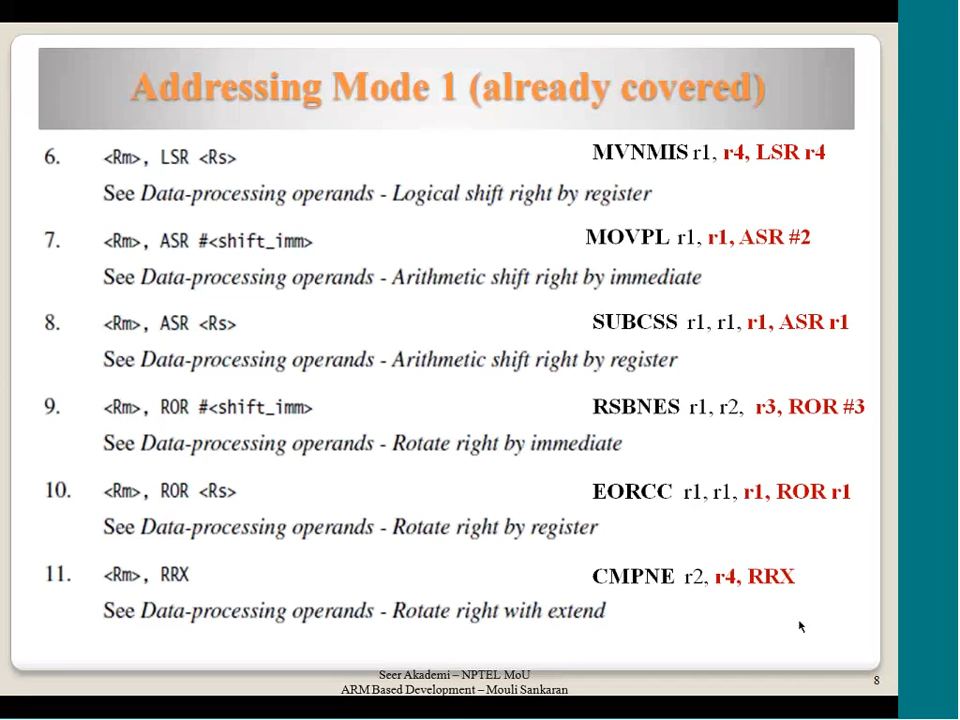 Addressing Mode 1 (already covered)
6. <Rm>, LSR <Rs> MVNMIS r1, r4, LSR r4
See Data-processing operands - Logical shift right by register
7. <Rm>, ASR #<shift_imm> MOVPL r1, r1, ASR #2
See Data-processing operands - Arithmetic shift right by immediate
8. <Rm>, ASR <Rs> SUBCSS r1, r1, r1, ASR r1
See Data-processing operands - Arithmetic shift right by register
9. <Rm>, ROR #<shift_imm> RSBNES r1, r2, r3, ROR #3
See Data-processing operands - Rotate right by immediate
10. <Rm>, ROR <Rs> EORCC r1, r1, r1, ROR r1
See Data-processing operands - Rotate right by register
11. <Rm>, RRX CMPNE r2, r4, RRX
See Data-processing operands - Rotate right with extend
Seer Akademi – NPTEL MoU
ARM Based Development – Mouli Sankaran
8